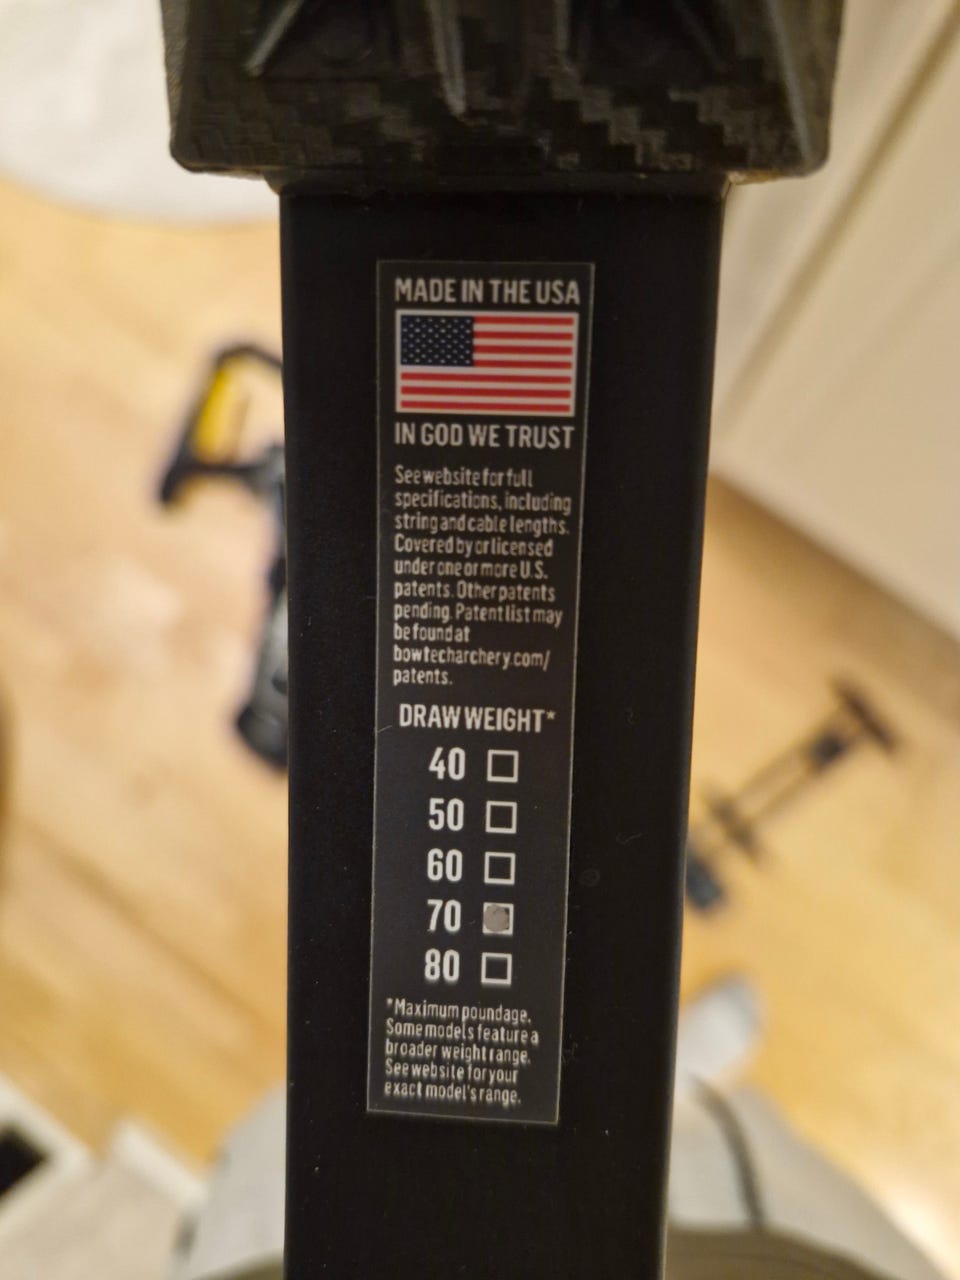 MADE IN THE USA
IN GOD WE TRUST
See website for full
specifications, including
string and cable lengths.
Covered by or licensed
under one or more U.S.
patents. Other patents
pending. Patent list may
be found at
bowtecharchery.com/
patents.
DRAW WEIGHT*
40
50
60
70
80
*Maximum poundage.
Some models feature a
broader weight range.
See website for your
exact model's range.